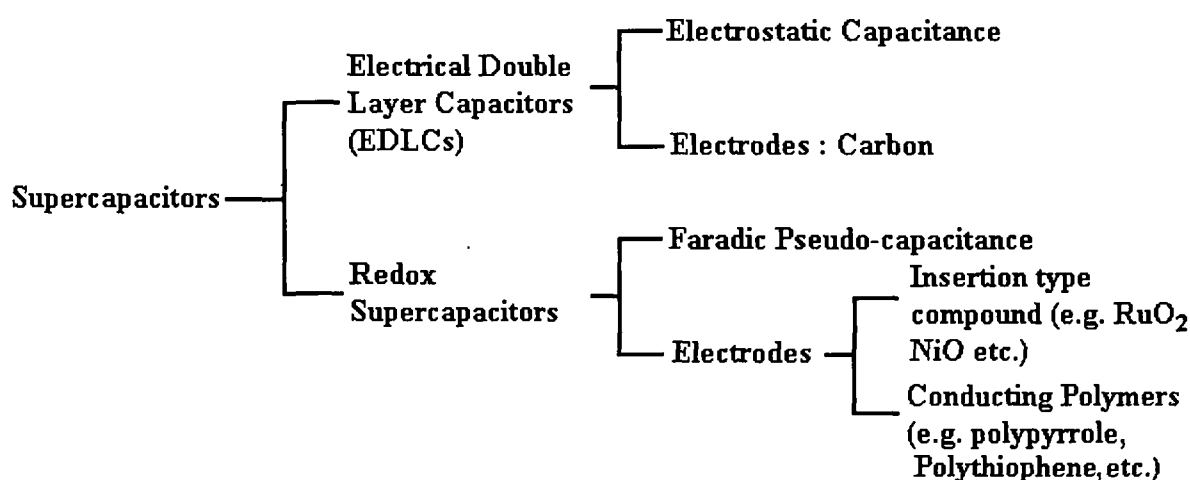 Supercapacitors
Electrical Double
Layer Capacitors
(EDLCs)
Electrostatic Capacitance
Electrodes : Carbon
Redox
Supercapacitors
Faradic Pseudo-capacitance
Electrodes
Insertion type
compound (e.g. RuO₂
NiO etc.)
Conducting Polymers
(e.g. polypyrrole,
Polythiophene, etc.)